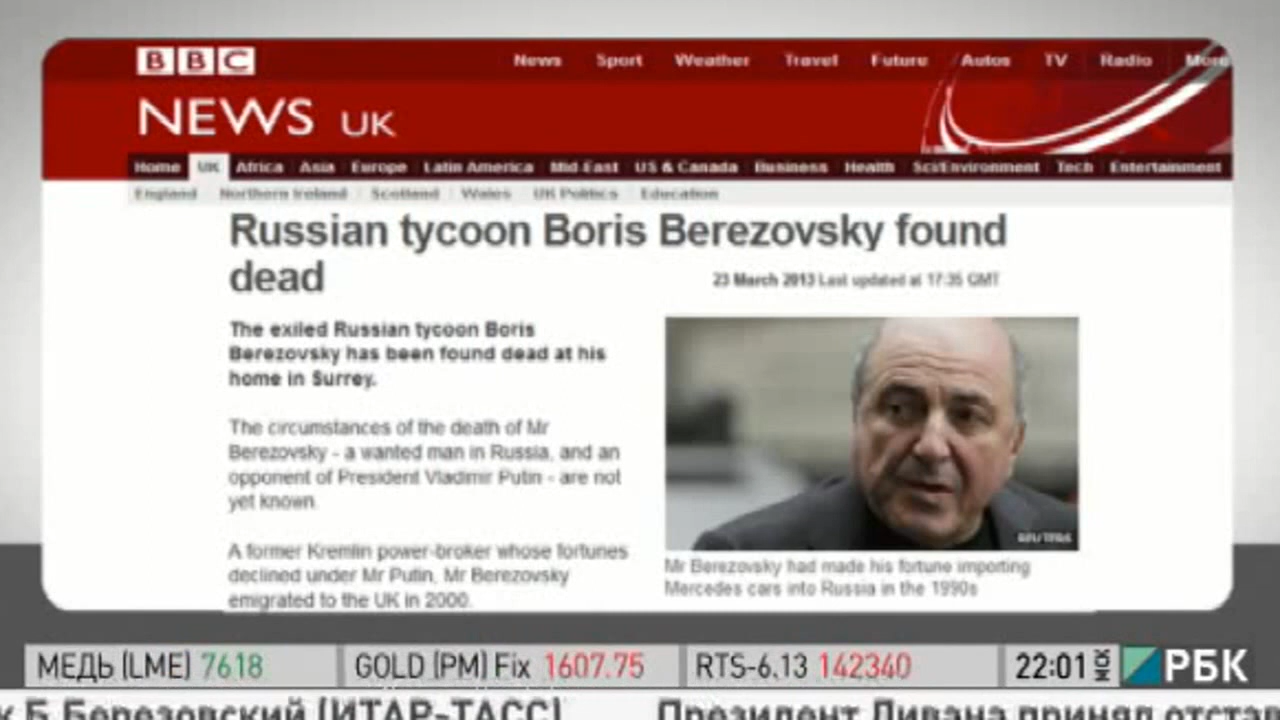 BBC
News Sport Weather Travel Future Autos TV Radio More
NEWS UK
Home UK Africa Asia Europe Latin America Mid-East US & Canada Business Health Sci/Environment Tech Entertainment
England Northern Ireland Scotland Wales UK Politics Education
Russian tycoon Boris Berezovsky found
dead
23 March 2013 Last updated at 17:35 GMT
The exiled Russian tycoon Boris
Berezovsky has been found dead at his
home in Surrey.
The circumstances of the death of Mr
Berezovsky - a wanted man in Russia, and an
opponent of President Vladimir Putin - are not
yet known.
A former Kremlin power-broker whose fortunes
declined under Mr Putin, Mr Berezovsky
emigrated to the UK in 2000.
REUTERS
Mr Berezovsky had made his fortune importing
Mercedes cars into Russia in the 1990s
МЕДЬ (LME) 7618 GOLD (PM) Fix 1607.75 RTS-6.13 142340 22:01 МСК РБК
к Б.Березовский (ИТАР-ТАСС) Президент Ливана принял отстав